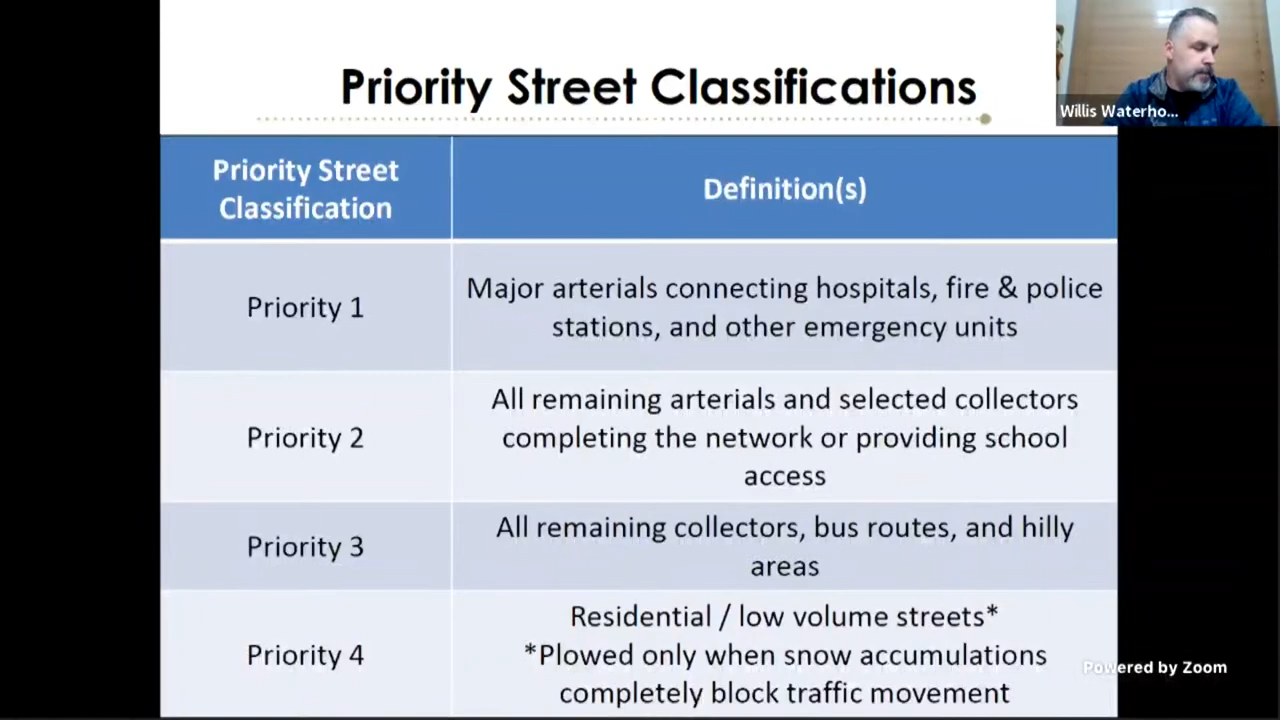 Priority Street Classifications
Willis Waterho...
Priority Street
Classification
Definition(s)
Priority 1
Major arterials connecting hospitals, fire & police
stations, and other emergency units
Priority 2
All remaining arterials and selected collectors
completing the network or providing school
access
Priority 3
All remaining collectors, bus routes, and hilly
areas
Priority 4
Residential / low volume streets*
*Plowed only when snow accumulations
completely block traffic movement
Powered by Zoom